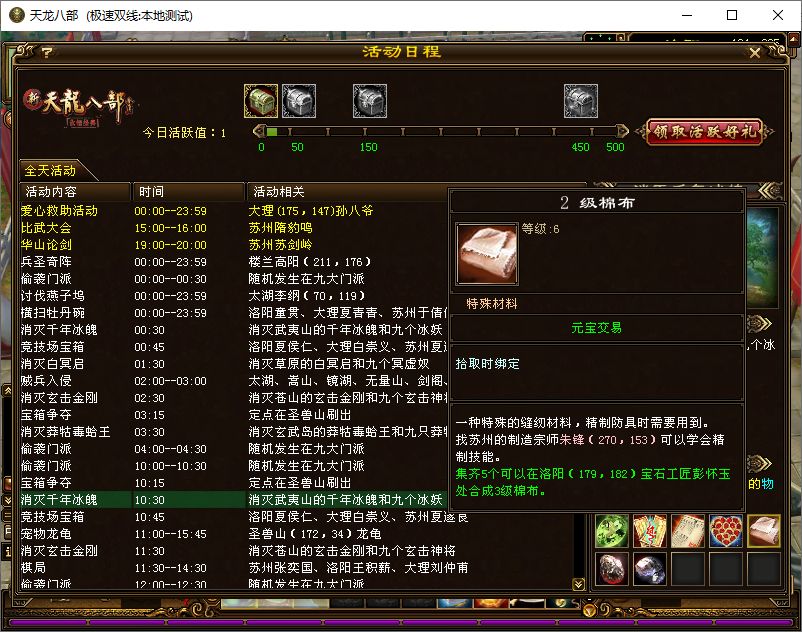 天龙八部 (极速双线:本地测试)
活动日程
新天龍八部
今日活跃值：1
0 50 150 450 500
领取活跃好礼
全天活动
活动内容 时间 活动相关
爱心救助活动 00:00--23:59 大理(175，147)孙八爷
比武大会 15:00--16:00 苏州隋豹鸣
华山论剑 19:00--20:00 苏州苏剑岭
兵圣奇阵 00:00--23:59 楼兰高阳(211，176)
偷袭门派 00:00--00:30 随机发生在九大门派
讨伐燕子坞 00:00--23:59 太湖李纲(70，119)
横扫牡丹碗 00:00--23:59 洛阳童贯、大理夏青青、苏州于倩
消灭千年冰魄 00:30 消灭武夷山的千年冰魄和九个冰妖
竞技场宝箱 00:45 洛阳夏侯仁、大理白崇义、苏州夏
消灭白冥启 01:30 消灭草原的白冥启和九个冥虚奴
贼兵入侵 02:00--03:00 太湖、嵩山、镜湖、无量山、剑阁、
消灭玄击金刚 02:30 消灭苍山的玄击金刚和九个玄击神将
宝箱争夺 03:15 定点在圣兽山刷出
消灭莽牯毒蛤王 03:30 消灭玄武岛的莽牯毒蛤王和九只莽牯
偷袭门派 04:00--04:30 随机发生在九大门派
偷袭门派 10:00--10:30 随机发生在九大门派
宝箱争夺 10:15 定点在圣兽山刷出
消灭千年冰魄 10:30 消灭武夷山的千年冰魄和九个冰妖
竞技场宝箱 10:45 洛阳夏侯仁、大理白崇义、苏州夏遂良
宠物龙龟 11:00--15:45 圣兽山(172，34)龙龟
消灭玄击金刚 11:30 消灭苍山的玄击金刚和九个玄击神将
棋局 11:30--14:30 苏州张奕国、洛阳王积薪、大理刘仲甫
偷袭门派 12:00--12:30 随机发生在九大门派
2 级棉布
等级:6
特殊材料
元宝交易
拾取时绑定
一种特殊的缝纫材料，精制防具时需要用到。
找苏州的制造宗师朱锋(270，153)可以学会精
制技能。
集齐5个可以在洛阳(179，182)宝石工匠彭怀玉
处合成3级棉布。
个冰
的物